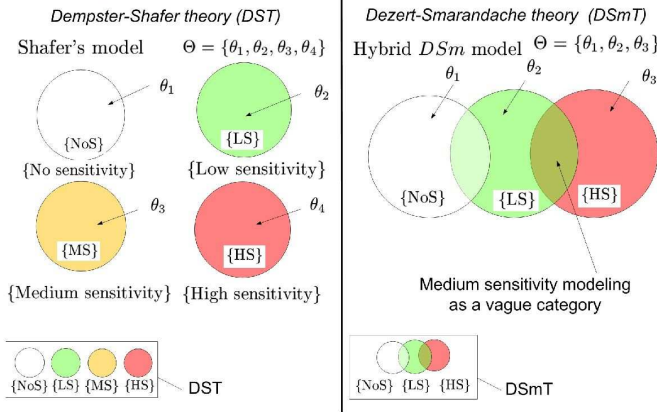 Dempster-Shafer theory (DST)
Shafer's model Θ = {θ1, θ2, θ3, θ4}
θ1
θ2
{NoS}
{LS}
{No sensitivity}
{Low sensitivity}
θ3
θ4
{MS}
{HS}
{Medium sensitivity}
{High sensitivity}
{NoS} {LS} {MS} {HS}
DST
Dezert-Smarandache theory (DSmT)
Hybrid DSm model Θ = {θ1, θ2, θ3}
θ1
θ2
θ3
{NoS}
{LS}
{HS}
Medium sensitivity modeling
as a vague category
{NoS} {LS} {HS}
DSmT